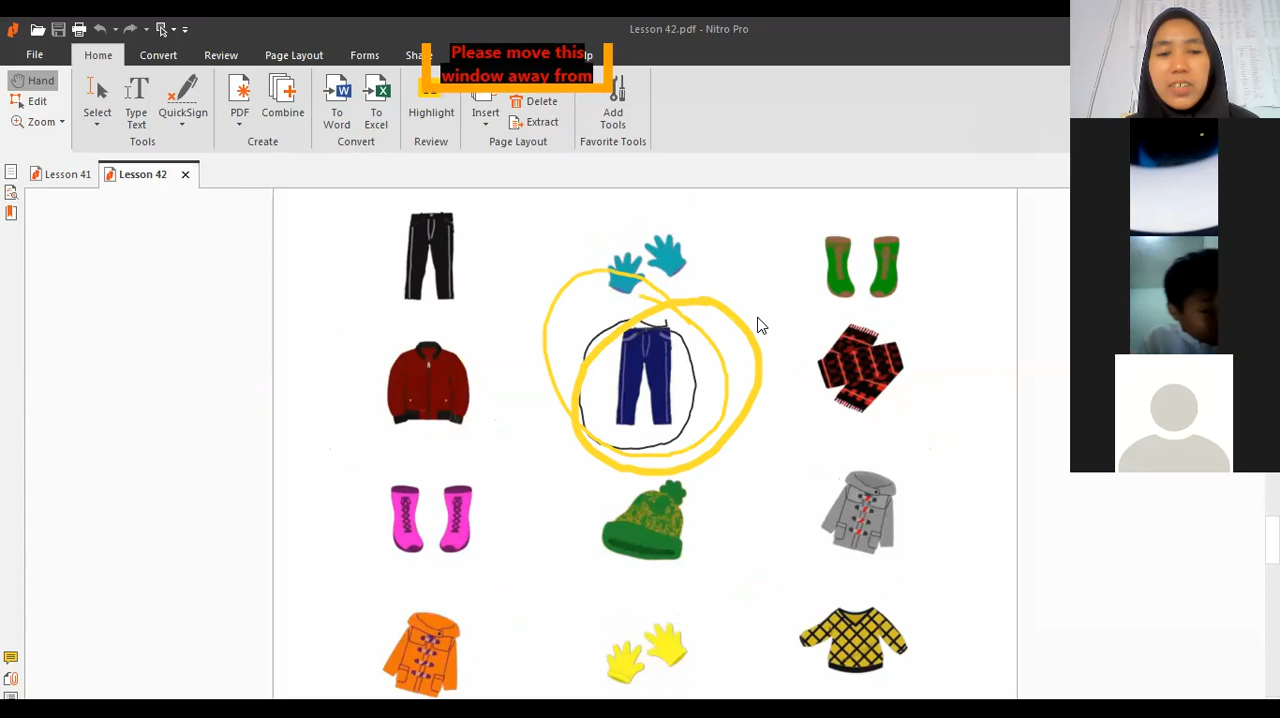 Lesson 42.pdf - Nitro Pro
File Home Convert Review Page Layout Forms
Please move this
window away from
Hand
Edit
Zoom
Select
Type
Text
QuickSign
Tools
PDF
Combine
Create
To
Word
To
Excel
Convert
Highlight
Review
Insert
Delete
Extract
Page Layout
Add
Tools
Favorite Tools
Lesson 41
Lesson 42